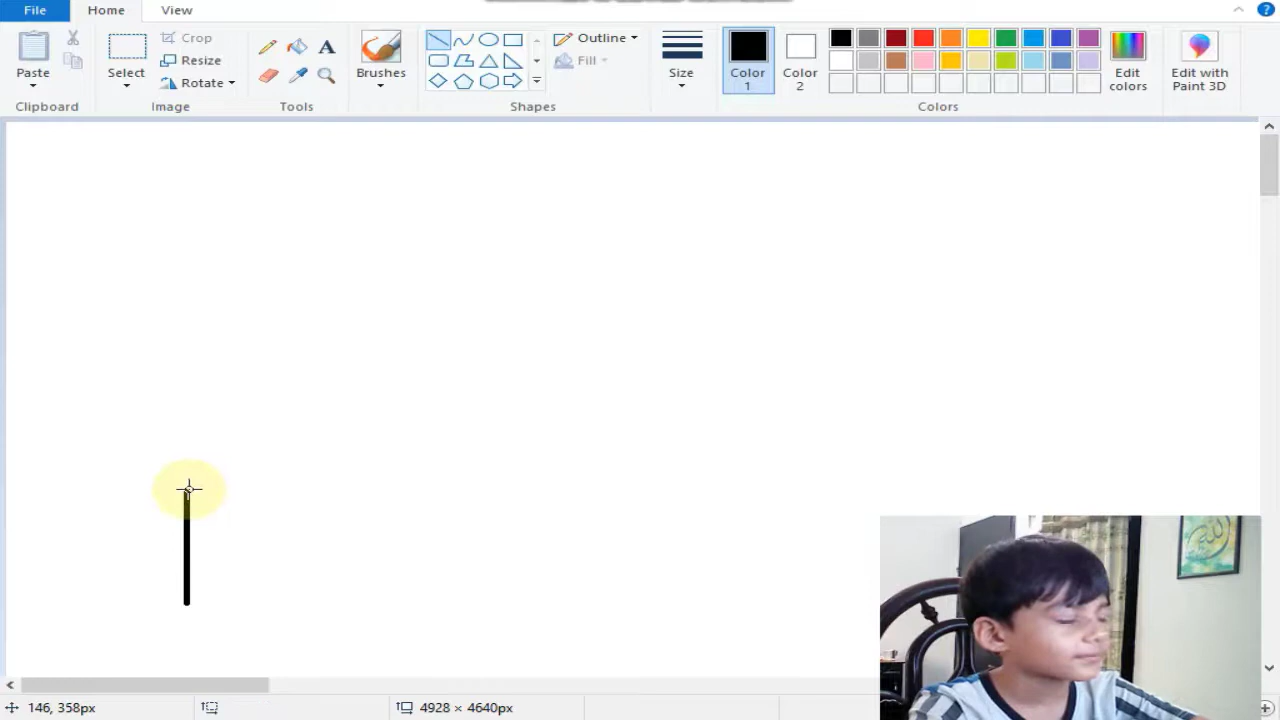 File
Home
View
Paste
Clipboard
Select
Crop
Resize
Rotate
Image
A
Tools
Brushes
Outline
Fill
Shapes
Size
Color
1
Color
2
Colors
Edit
colors
Edit with
Paint 3D
?
146, 358px
4928 × 4640px